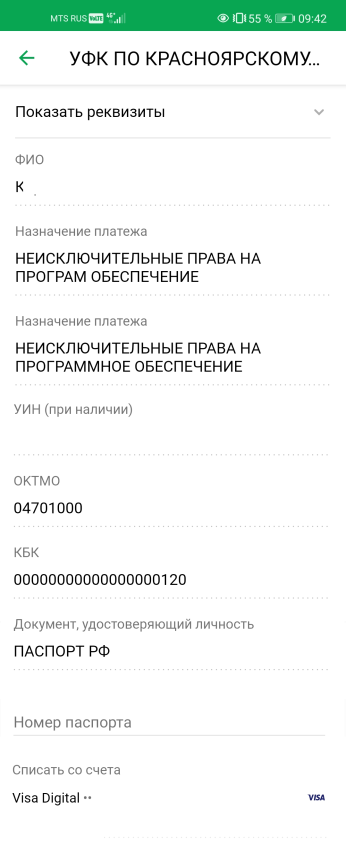 MTS RUS VoLTE 4G+ 55 % 09:42
УФК ПО КРАСНОЯРСКОМУ...
Показать реквизиты
ФИО
К
Назначение платежа
НЕИСКЛЮЧИТЕЛЬНЫЕ ПРАВА НА
ПРОГРАМ ОБЕСПЕЧЕНИЕ
Назначение платежа
НЕИСКЛЮЧИТЕЛЬНЫЕ ПРАВА НА
ПРОГРАММНОЕ ОБЕСПЕЧЕНИЕ
УИН (при наличии)
ОКТМО
04701000
КБК
00000000000000000120
Документ, удостоверяющий личность
ПАСПОРТ РФ
Номер паспорта
Списать со счета
Visa Digital ••
VISA